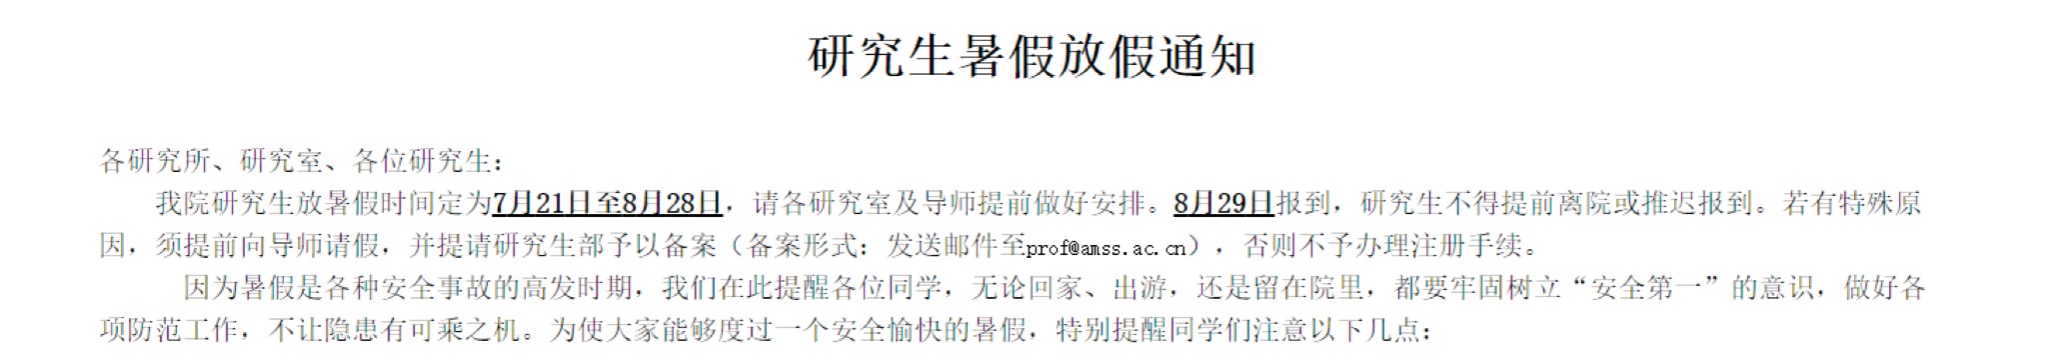 研究生暑假放假通知
各研究所、研究室、各位研究生：
我院研究生放暑假时间定为7月21日至8月28日，请各研究室及导师提前做好安排。8月29日报到，研究生不得提前离院或推迟报到。若有特殊原
因，须提前向导师请假，并提请研究生部予以备案（备案形式：发送邮件至prof@amss.ac.cn），否则不予办理注册手续。
因为暑假是各种安全事故的高发时期，我们在此提醒各位同学，无论回家、出游，还是留在院里，都要牢固树立“安全第一”的意识，做好各
项防范工作，不让隐患有可乘之机。为使大家能够度过一个安全愉快的暑假，特别提醒同学们注意以下几点：